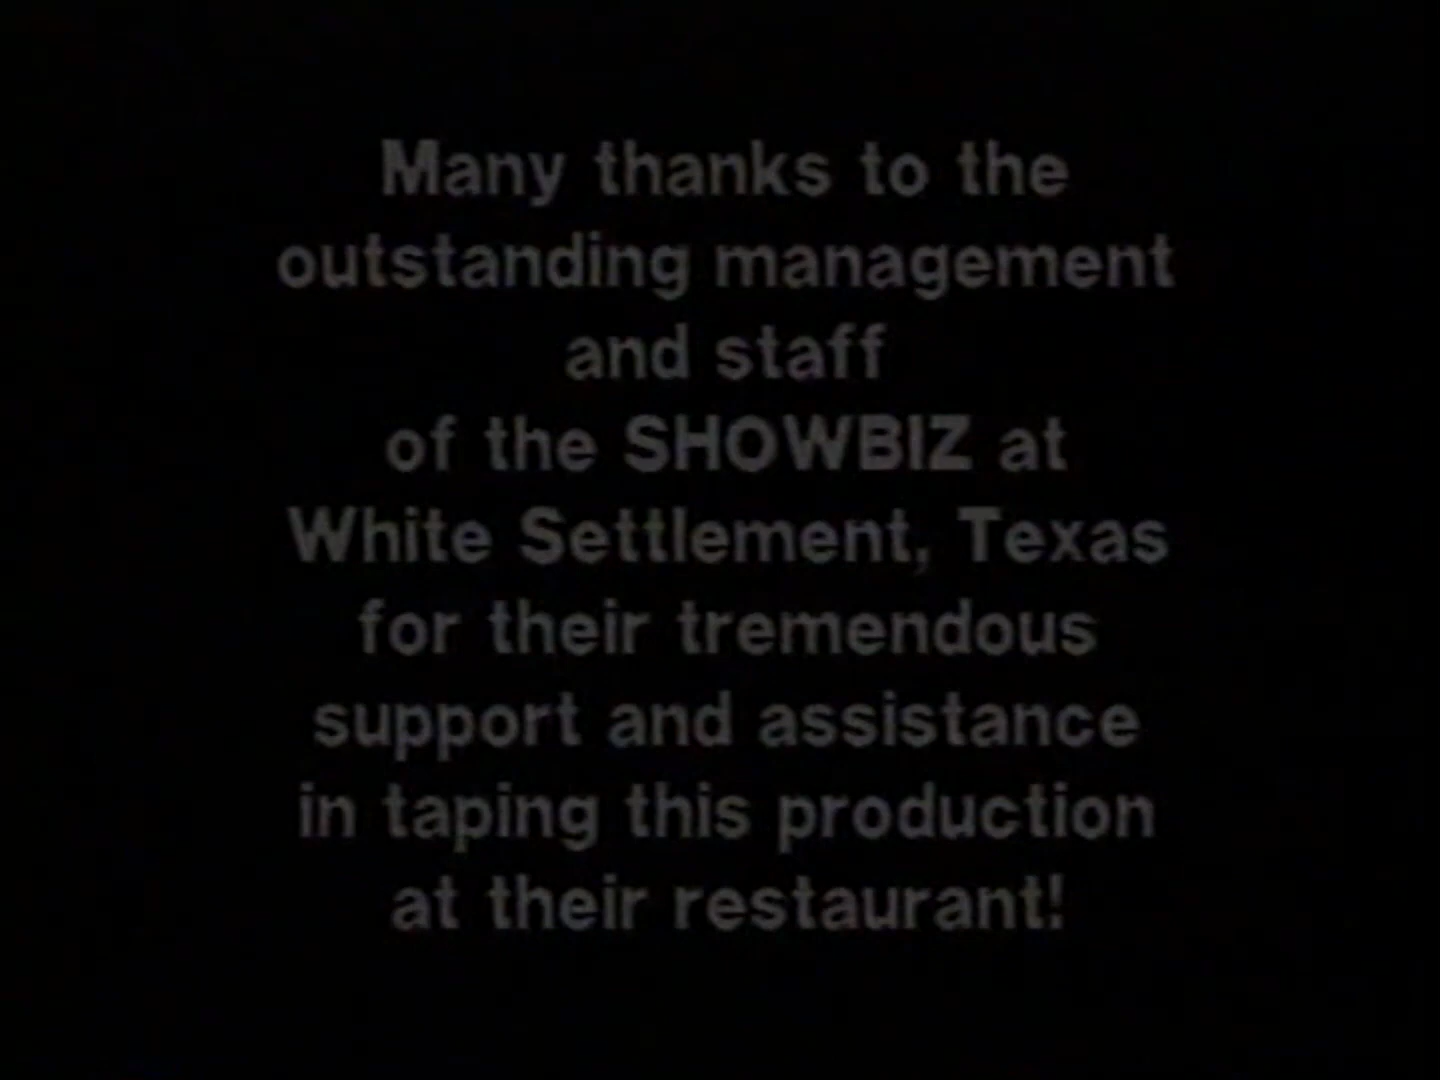 Many thanks to the
outstanding management
and staff
of the SHOWBIZ at
White Settlement, Texas
for their tremendous
support and assistance
in taping this production
at their restaurant!